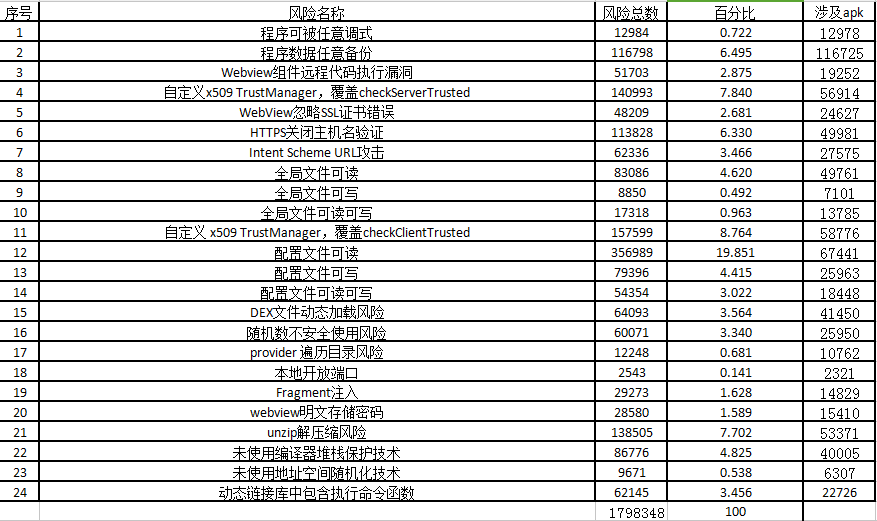 序号 风险名称 风险总数 百分比 涉及apk
1 程序可被任意调式 12984 0.722 12978
2 程序数据任意备份 116798 6.495 116725
3 Webview组件远程代码执行漏洞 51703 2.875 19252
4 自定义x509 TrustManager，覆盖checkServerTrusted 140993 7.840 56914
5 WebView忽略SSL证书错误 48209 2.681 24627
6 HTTPS关闭主机名验证 113828 6.330 49981
7 Intent Scheme URL攻击 62336 3.466 27575
8 全局文件可读 83086 4.620 49761
9 全局文件可写 8850 0.492 7101
10 全局文件可读可写 17318 0.963 13785
11 自定义 x509 TrustManager，覆盖checkClientTrusted 157599 8.764 58776
12 配置文件可读 356989 19.851 67441
13 配置文件可写 79396 4.415 25963
14 配置文件可读可写 54354 3.022 18448
15 DEX文件动态加载风险 64093 3.564 41450
16 随机数不安全使用风险 60071 3.340 25950
17 provider 遍历目录风险 12248 0.681 10762
18 本地开放端口 2543 0.141 2321
19 Fragment注入 29273 1.628 14829
20 webview明文存储密码 28580 1.589 15410
21 unzip解压缩风险 138505 7.702 53371
22 未使用编译器堆栈保护技术 86776 4.825 40005
23 未使用地址空间随机化技术 9671 0.538 6307
24 动态链接库中包含执行命令函数 62145 3.456 22726
1798348 100